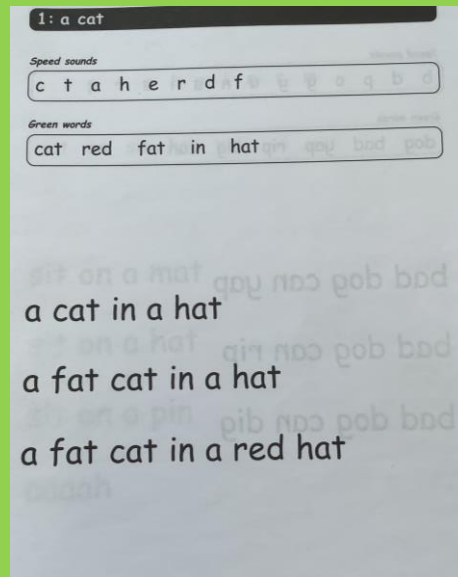 1: a cat
Speed sounds
c t a h e r d f
Green words
cat red fat in hat
a cat in a hat
a fat cat in a hat
a fat cat in a red hat